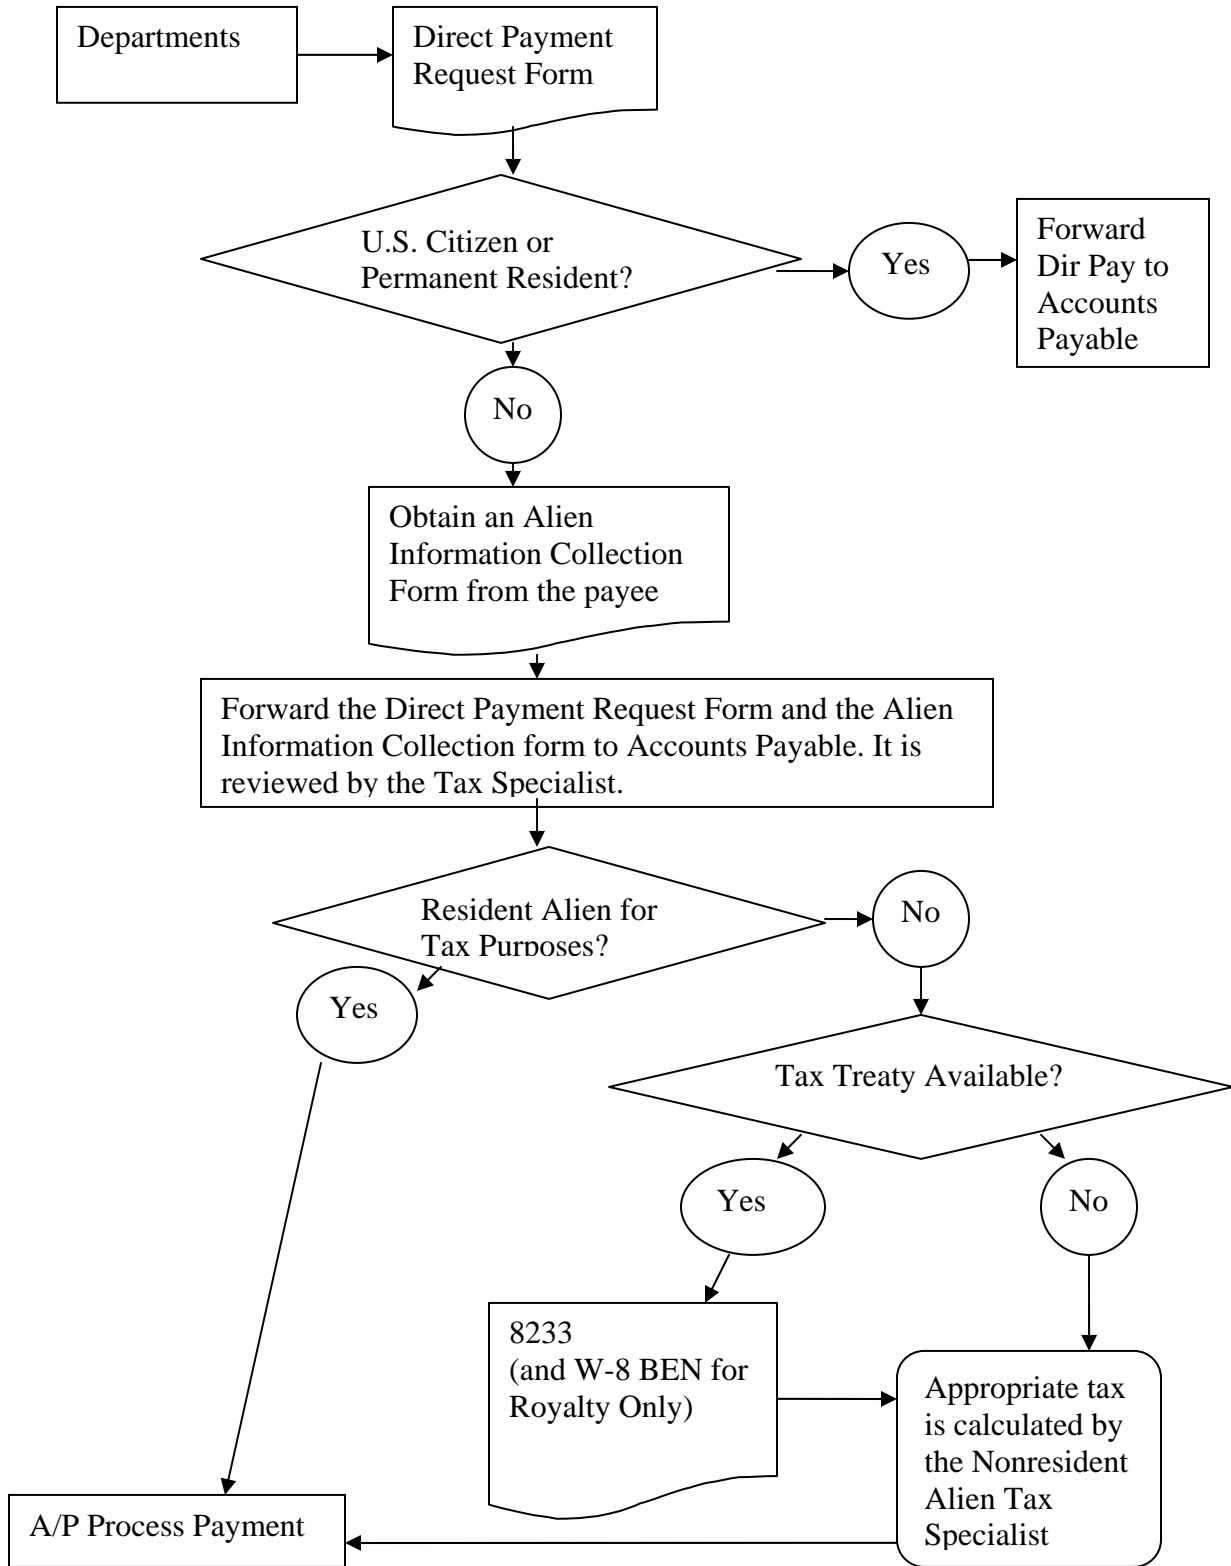 Departments
Direct Payment
Request Form
U.S. Citizen or
Permanent Resident?
Yes
Forward
Dir Pay to
Accounts
Payable
No
Obtain an Alien
Information Collection
Form from the payee
Forward the Direct Payment Request Form and the Alien
Information Collection form to Accounts Payable. It is
reviewed by the Tax Specialist.
Resident Alien for
Tax Purposes?
No
Yes
Tax Treaty Available?
Yes
No
8233
(and W-8 BEN for
Royalty Only)
Appropriate tax
is calculated by
the Nonresident
Alien Tax
Specialist
A/P Process Payment